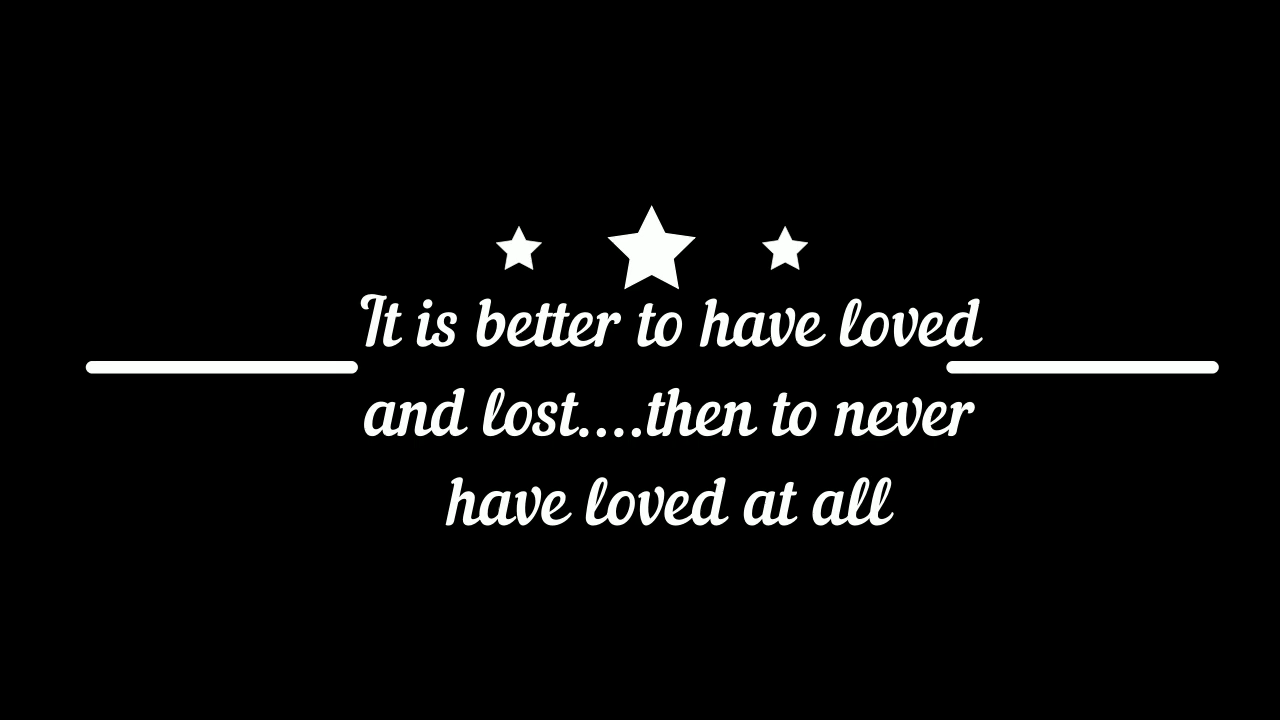 It is better to have loved
and lost....then to never
have loved at all